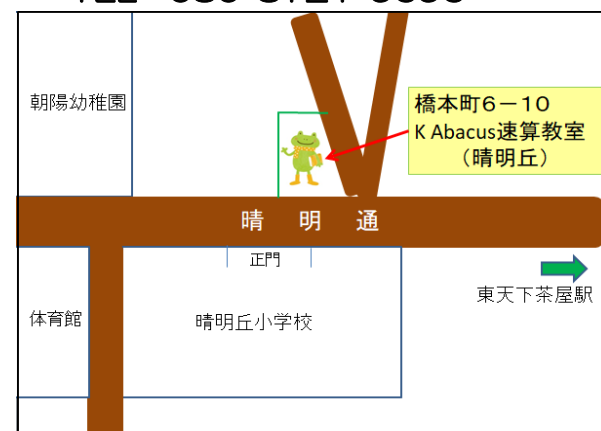 朝陽幼稚園
橋本町6－10
K Abacus速算教室
（晴明丘）
晴　明　通
正門
東天下茶屋駅
体育館
晴明丘小学校